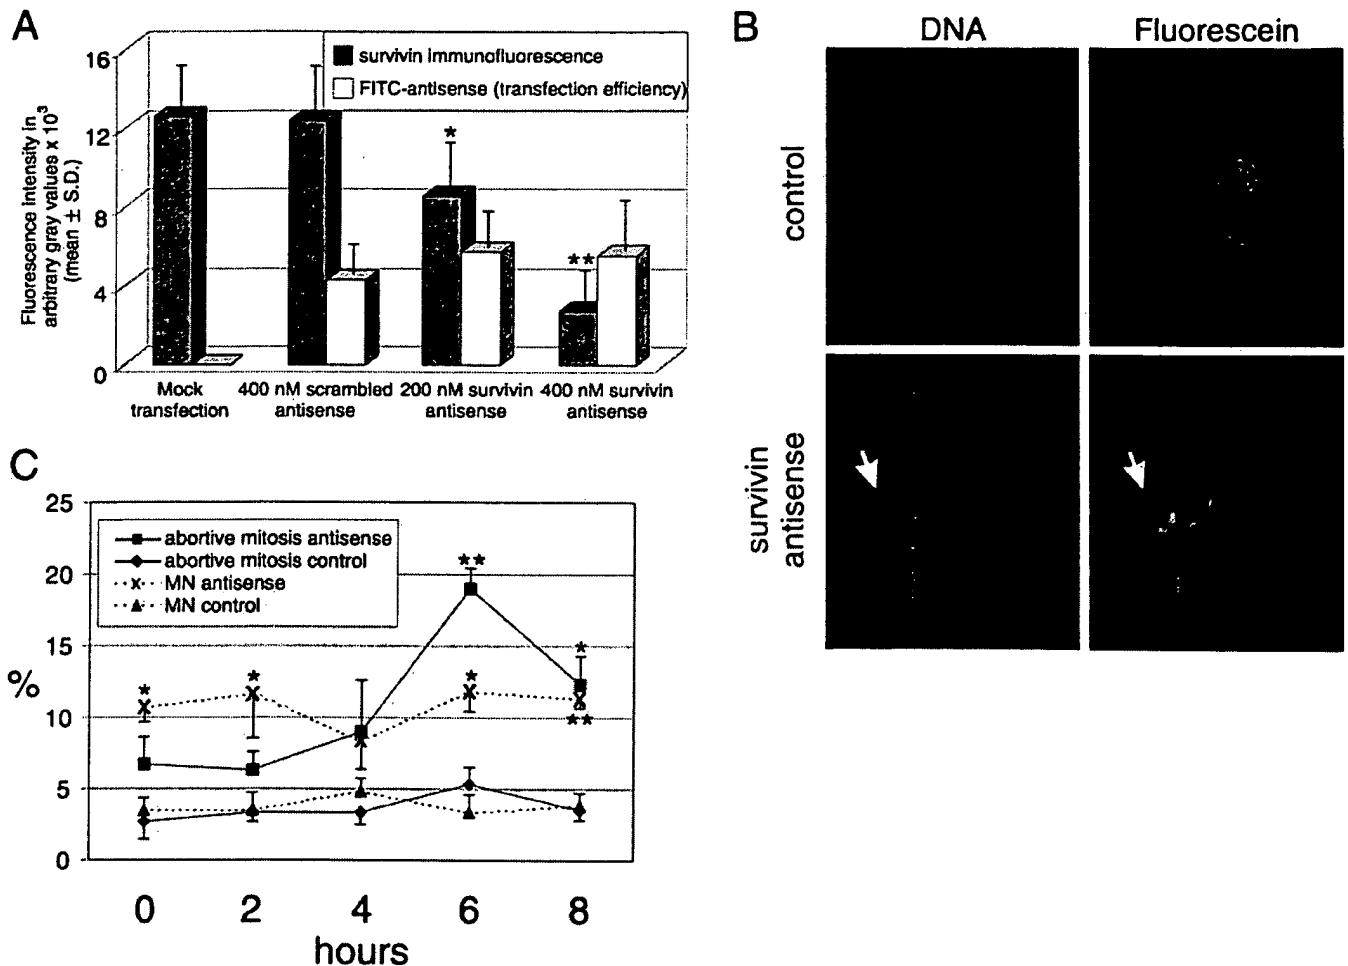 A
16
12
8
4
0
Fluorescence intensity in
arbitrary gray values x 10³
(mean ± S.D.)
survivin immunofluorescence
FITC-antisense (transfection efficiency)
*
**
Mock
transfection
400 nM scrambled
antisense
200 nM survivin
antisense
400 nM survivin
antisense
B
DNA
Fluorescein
control
survivin
antisense
C
25
20
15
10
5
0
%
abortive mitosis antisense
abortive mitosis control
MN antisense
MN control
*
*
**
*
*
**
0 2 4 6 8
hours